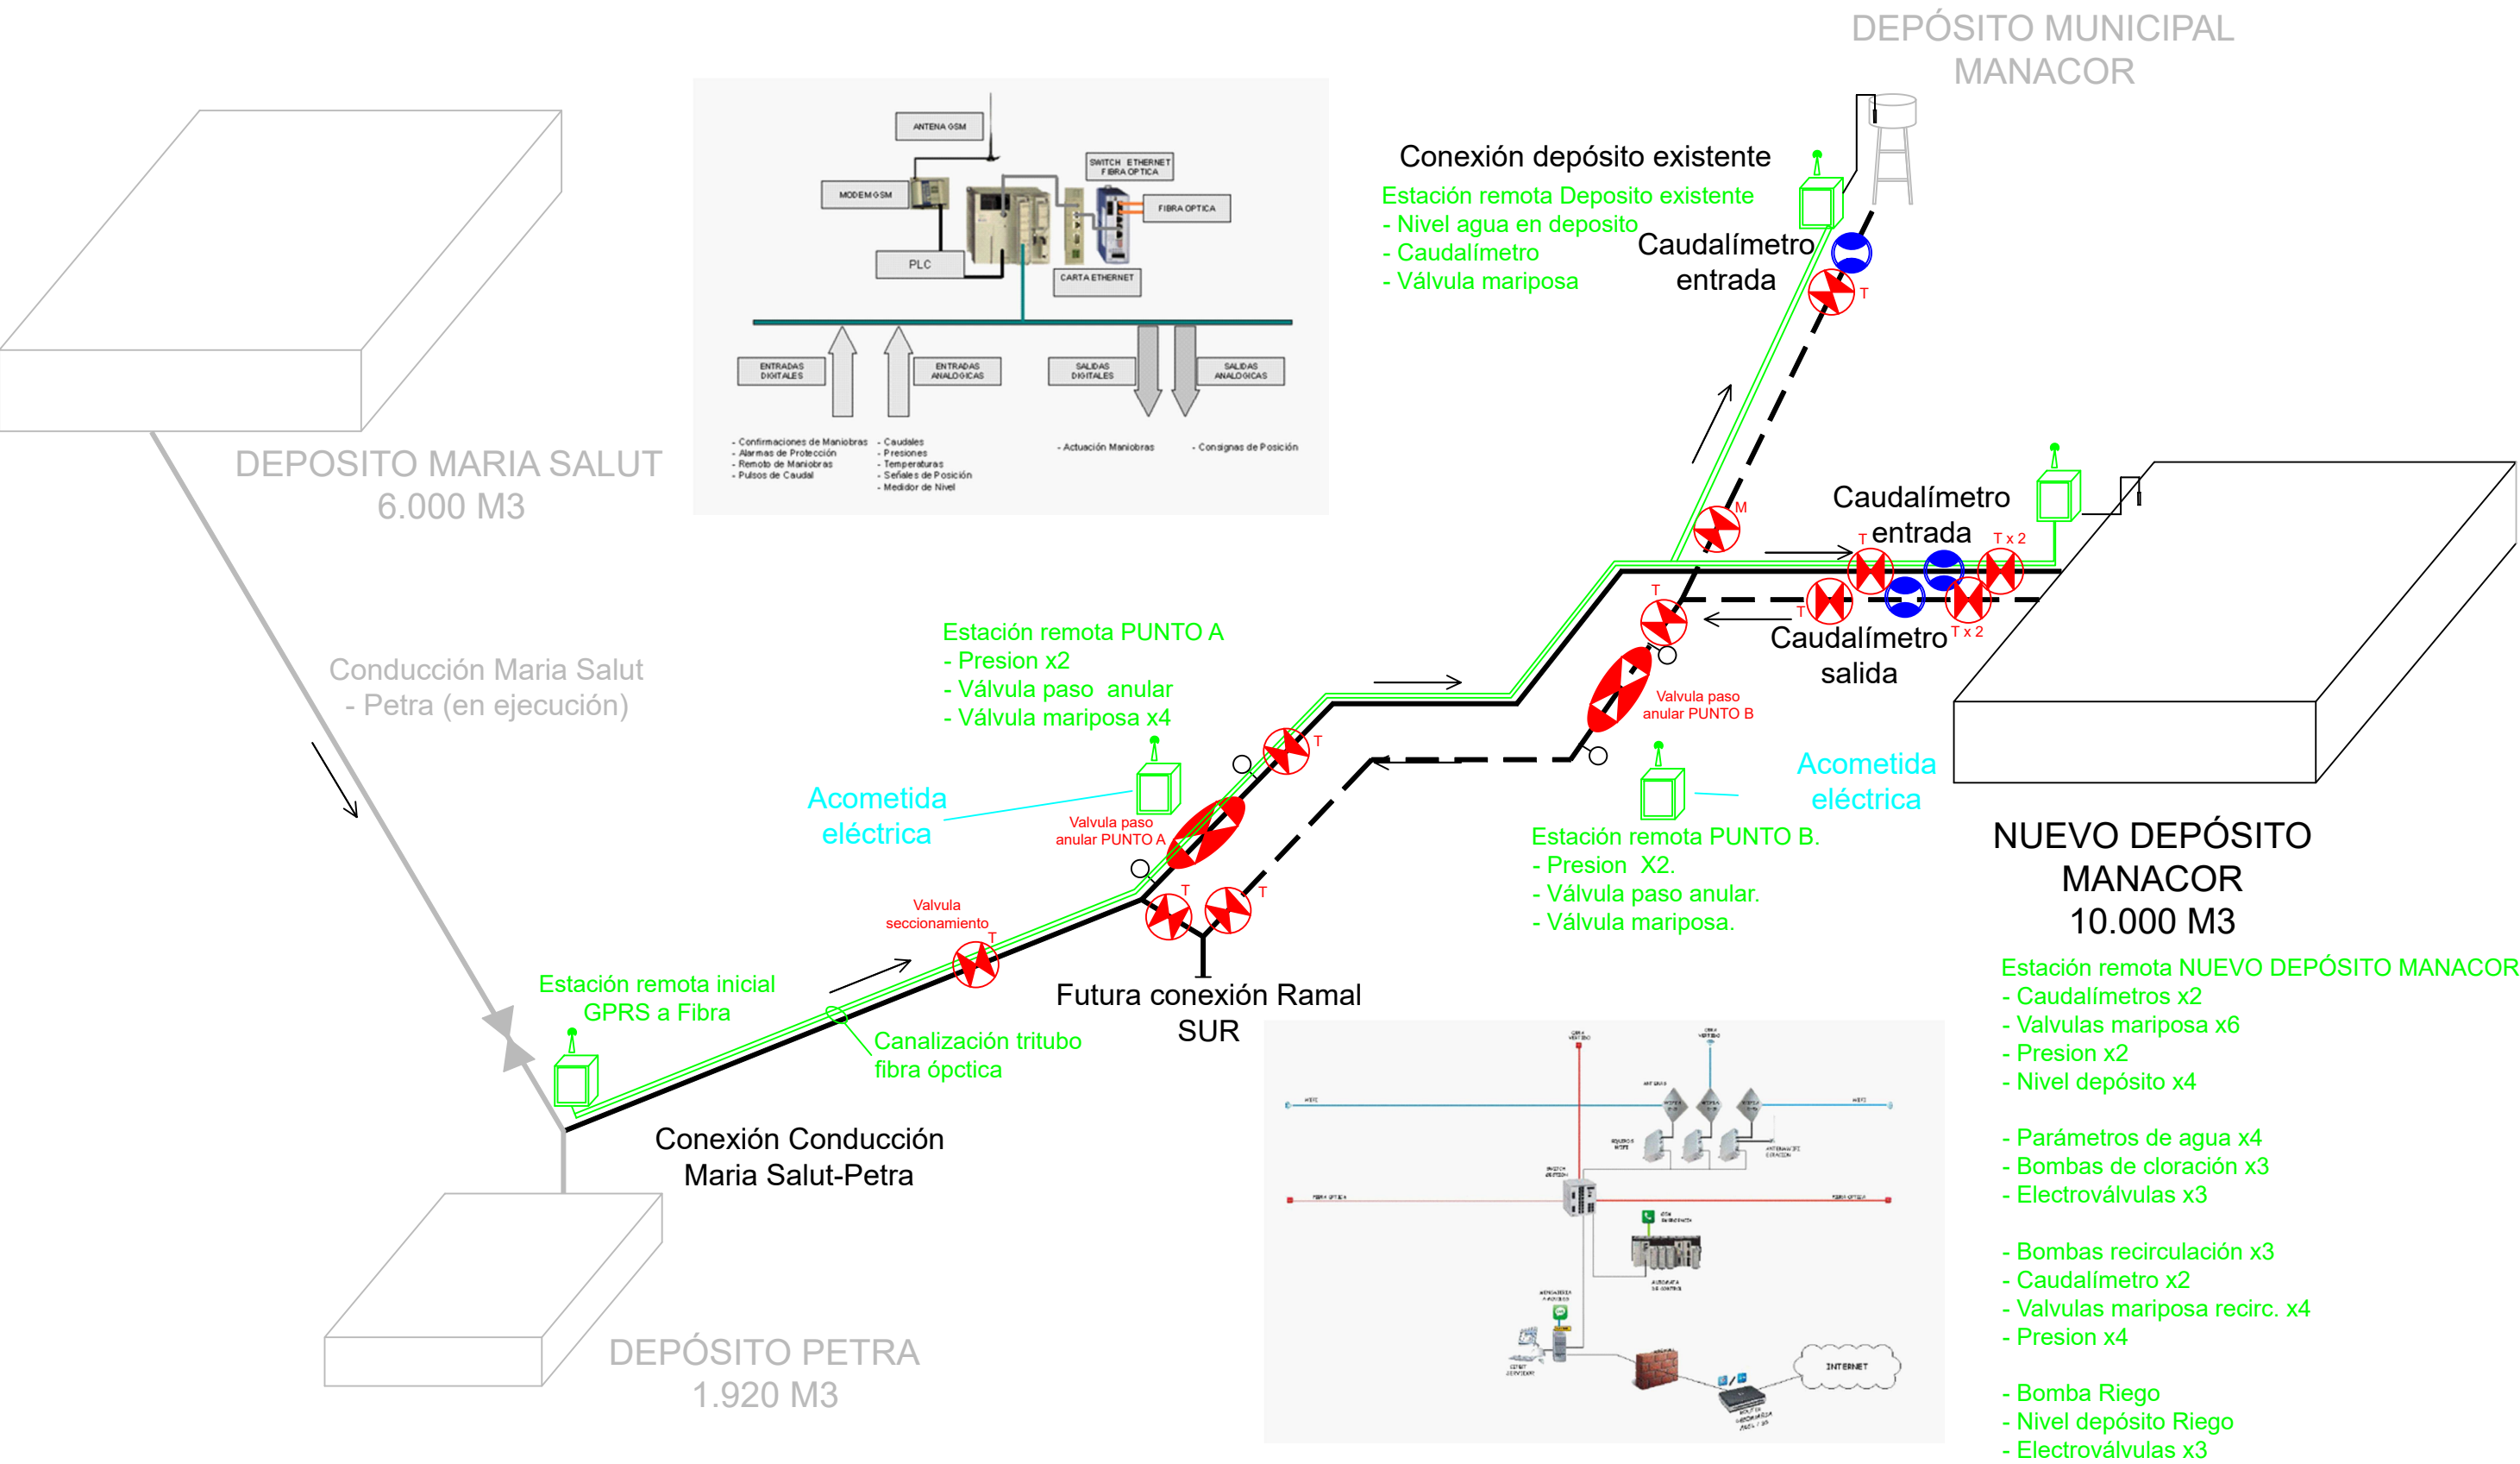 DEPÓSITO MUNICIPAL
MANACOR
ANTENA GSM
SWITCH ETHERNET
FIBRA OPTICA
MODEM GSM
FIBRA OPTICA
PLC
CARTA ETHERNET
ENTRADAS
DIGITALES
ENTRADAS
ANALOGICAS
SALIDAS
DIGITALES
SALIDAS
ANALOGICAS
- Confirmaciones de Maniobras
- Alarmas de Protección
- Remoto de Maniobras
- Pulsos de Caudal
- Caudales
- Presiones
- Temperaturas
- Señales de Posición
- Medidor de Nivel
- Actuación Maniobras
- Consignas de Posición
Conexión depósito existente
Estación remota Deposito existente
- Nivel agua en deposito
- Caudalímetro
- Válvula mariposa
Caudalímetro
entrada
T
DEPOSITO MARIA SALUT
6.000 M3
M
Caudalímetro
entrada
T
T x 2
T
T
T x 2
Caudalímetro
salida
Conducción Maria Salut
- Petra (en ejecución)
Estación remota PUNTO A
- Presion x2
- Válvula paso anular
- Válvula mariposa x4
T
Valvula paso
anular PUNTO B
Acometida
eléctrica
Valvula paso
anular PUNTO A
Acometida
eléctrica
Estación remota PUNTO B.
- Presion X2.
- Válvula paso anular.
- Válvula mariposa.
NUEVO DEPÓSITO
MANACOR
10.000 M3
T
T
Valvula
seccionamiento
T
Futura conexión Ramal
SUR
Estación remota inicial
GPRS a Fibra
Canalización tritubo
fibra ópctica
Conexión Conducción
Maria Salut-Petra
DEPÓSITO PETRA
1.920 M3
Estación remota NUEVO DEPÓSITO MANACOR
- Caudalímetros x2
- Valvulas mariposa x6
- Presion x2
- Nivel depósito x4
- Parámetros de agua x4
- Bombas de cloración x3
- Electroválvulas x3
- Bombas recirculación x3
- Caudalímetro x2
- Valvulas mariposa recirc. x4
- Presion x4
- Bomba Riego
- Nivel depósito Riego
- Electroválvulas x3
ANTENAS
WIFI
WIFI
FIBRA OPTICA
FIBRA OPTICA
INTERNET